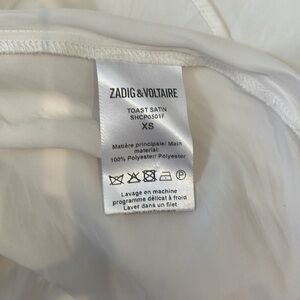 ZADIG & VOLTAIRE
TOAST SATIN
SHCP0501F
XS
Matière principale/ Main
material:
100% Polyester/ Polyester
P
Lavage en machine
programme délicat à froid
Laver dans un filet